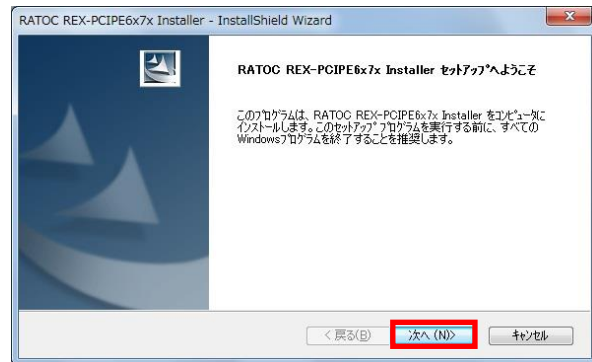 RATOC REX-PCIPE6x7x Installer - InstallShield Wizard
RATOC REX-PCIPE6x7x Installer セットアップへようこそ
このプログラムは、RATOC REX-PCIPE6x7x Installer をコンピュータに
インストールします。このセットアップ プログラムを実行する前に、すべての
Windowsプログラムを終了することを推奨します。
< 戻る(B)
次へ (N)>
キャンセル